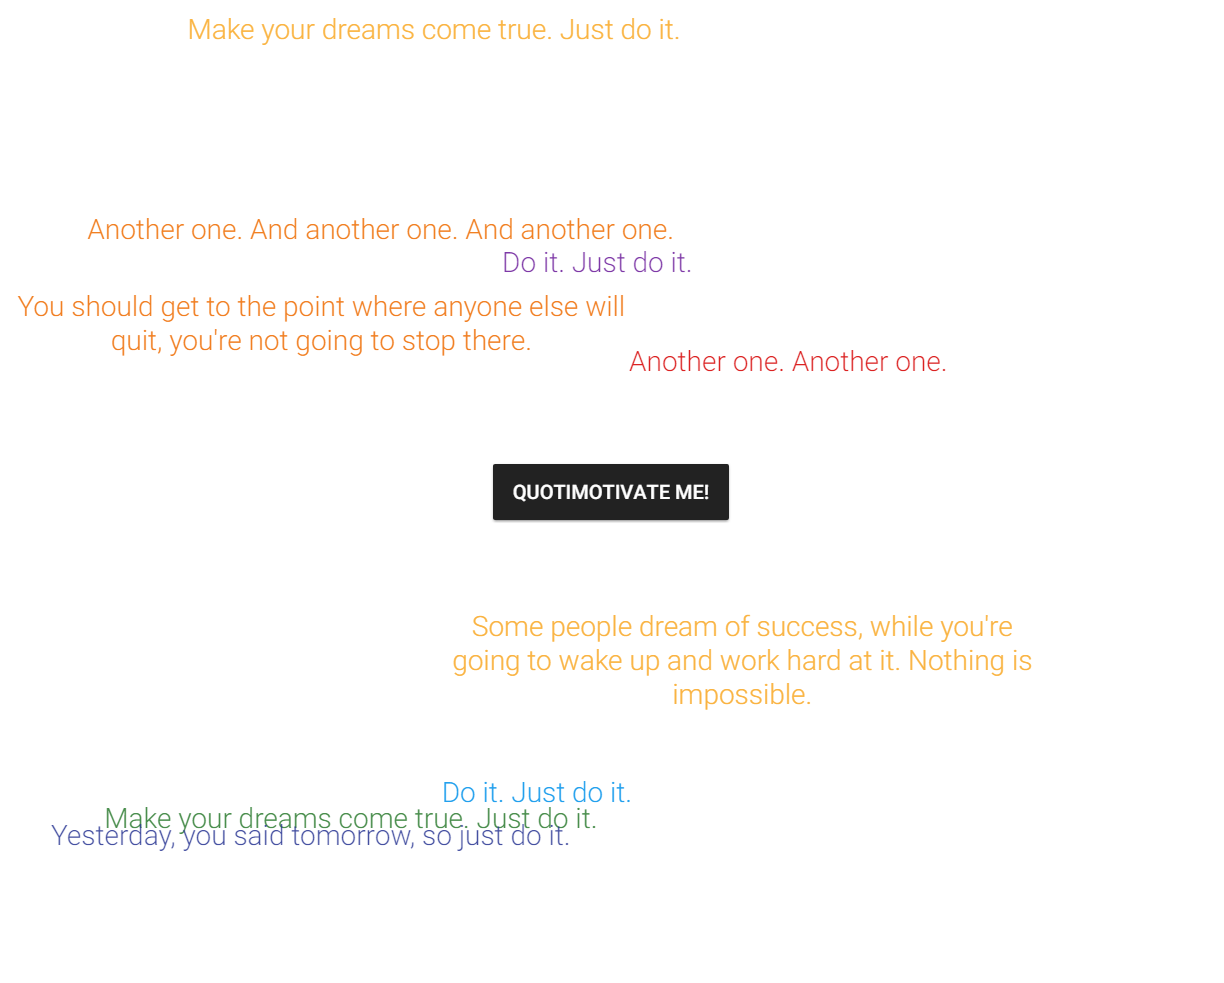 Make your dreams come true. Just do it.
Another one. And another one. And another one.
Do it. Just do it.
You should get to the point where anyone else will
quit, you're not going to stop there.
Another one. Another one.
QUOTIMOTIVATE ME!
Some people dream of success, while you're
going to wake up and work hard at it. Nothing is
impossible.
Do it. Just do it.
Make your dreams come true. Just do it.
Yesterday, you said tomorrow, so just do it.